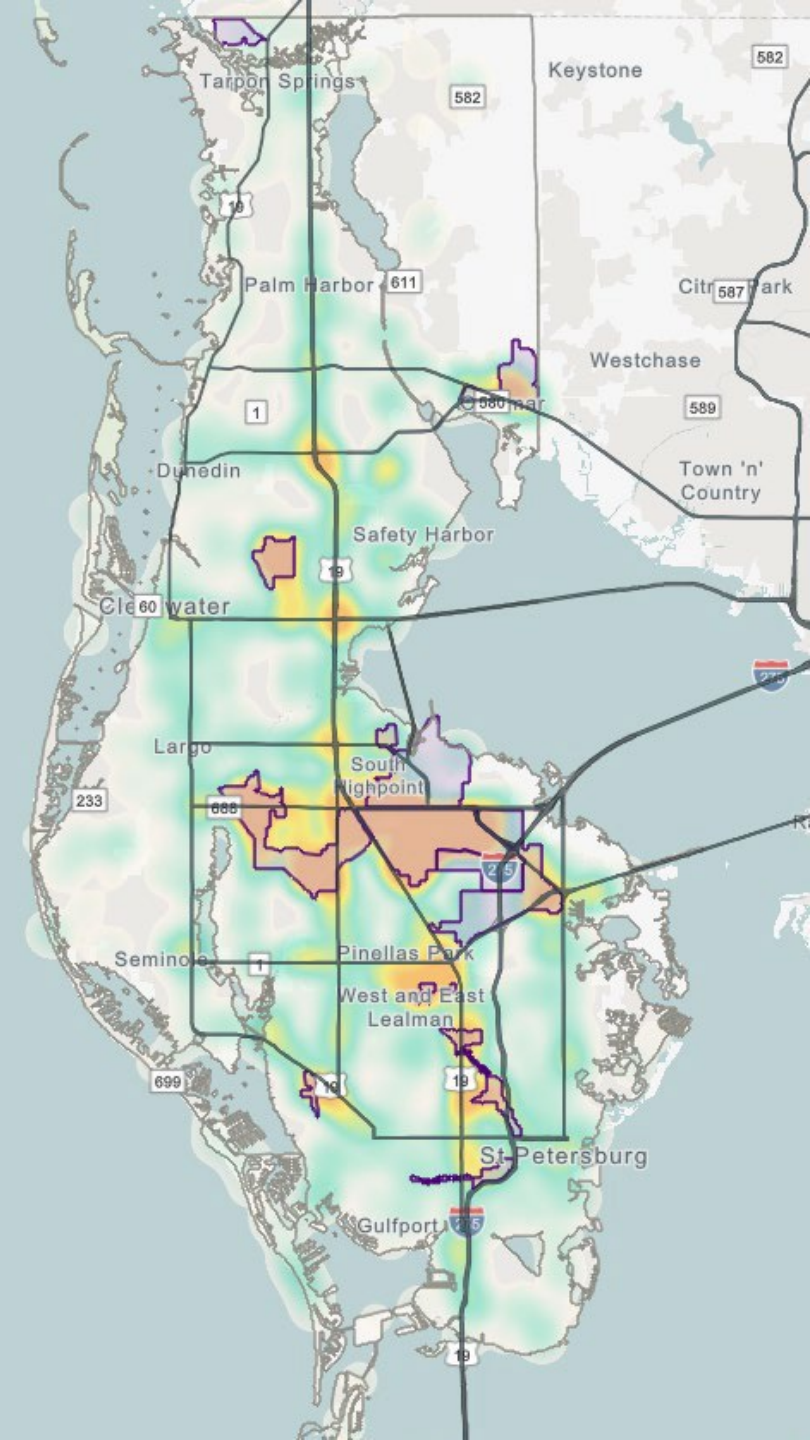 582
Keystone
Tarpon Springs
582
19
Palm Harbor
611
587
Westchase
1
580
589
Dunedin
Town 'n'
Country
Safety Harbor
19
60
275
Largo
South
Highpoint
233
688
275
Seminole
1
Pinellas Park
West and East
Lealman
699
19
19
St Petersburg
Gulfport
275
19